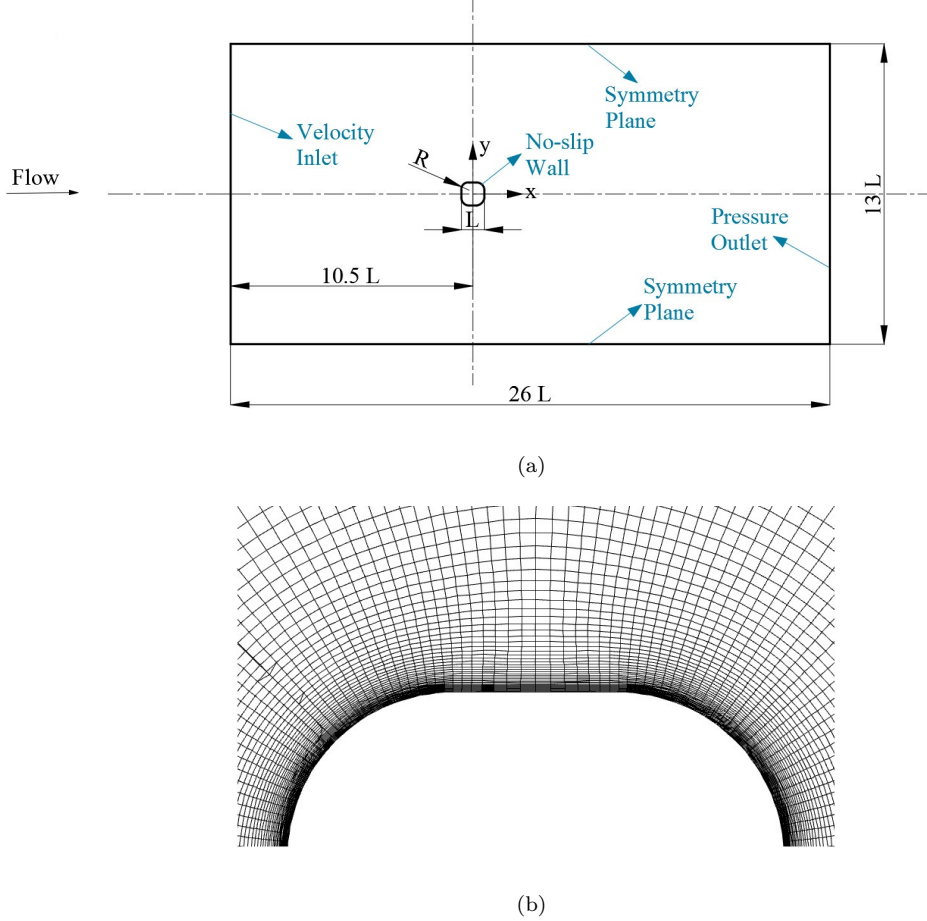 Symmetry
Plane
Velocity
Inlet
R
y
No-slip
Wall
Flow
x
L
13 L
Pressure
Outlet
10.5 L
Symmetry
Plane
26 L
(a)
(b)